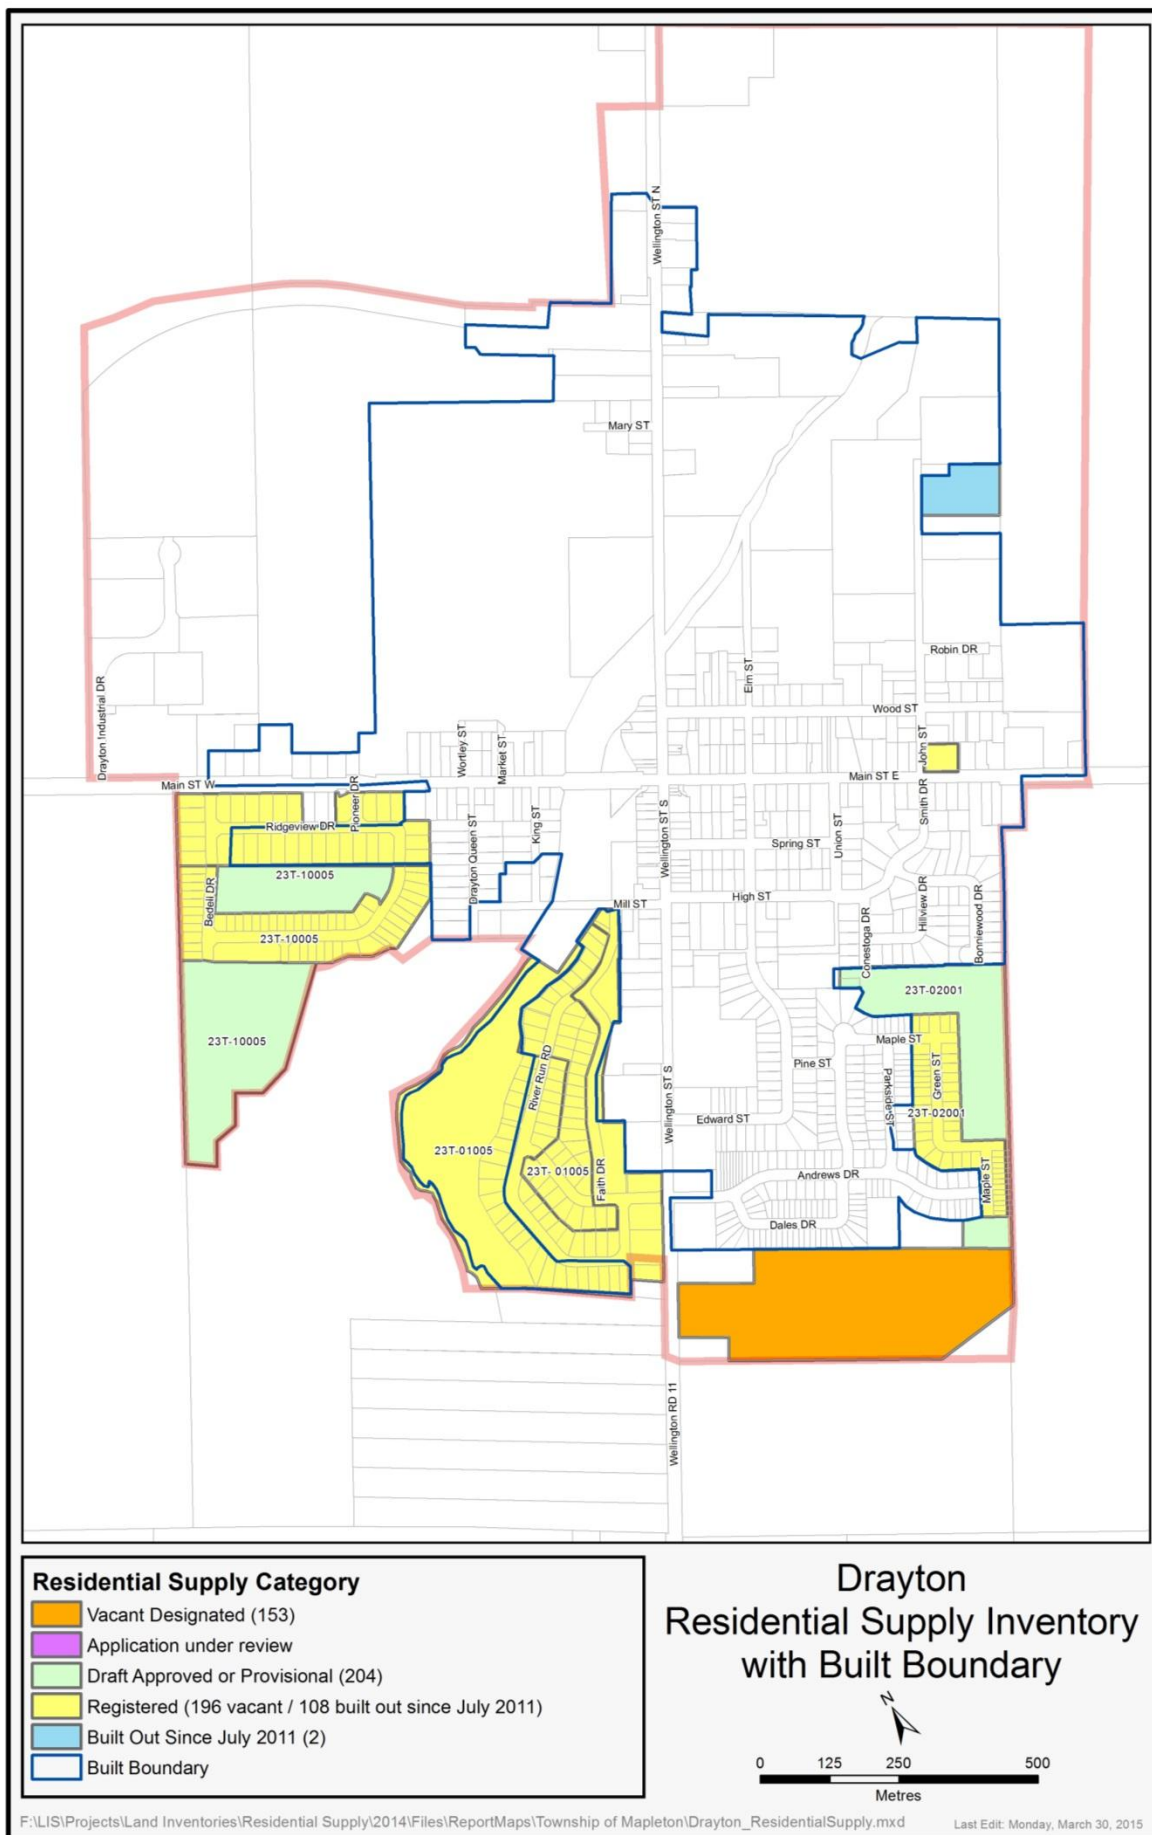 Wellington ST N
Mary ST
Robin DR
Elm ST
Wood ST
Drayton Industrial DR
Wortley ST
Market ST
John ST
Main ST W
Main ST E
Pioneer DR
Ridgeview DR
Drayton Queen ST
King ST
Wellington ST S
Spring ST
Union ST
Smith DR
23T-10005
Bedell DR
Mill ST
High ST
Hillview DR
Bonniewood DR
Conestoga DR
23T-10005
23T-02001
23T-10005
River Run RD
Wellington ST S
Pine ST
Maple ST
Green ST
Parkside ST
Edward ST
23T-02001
23T-01005
23T- 01005
Faith DR
Andrews DR
Maple ST
Dales DR
Wellington RD 11
Residential Supply Category
Vacant Designated (153)
Application under review
Draft Approved or Provisional (204)
Registered (196 vacant / 108 built out since July 2011)
Built Out Since July 2011 (2)
Built Boundary
Drayton
Residential Supply Inventory
with Built Boundary
N
0 125 250 500
Metres
F:\LIS\Projects\Land Inventories\Residential Supply\2014\Files\ReportMaps\Township of Mapleton\Drayton_ResidentialSupply.mxd
Last Edit: Monday, March 30, 2015